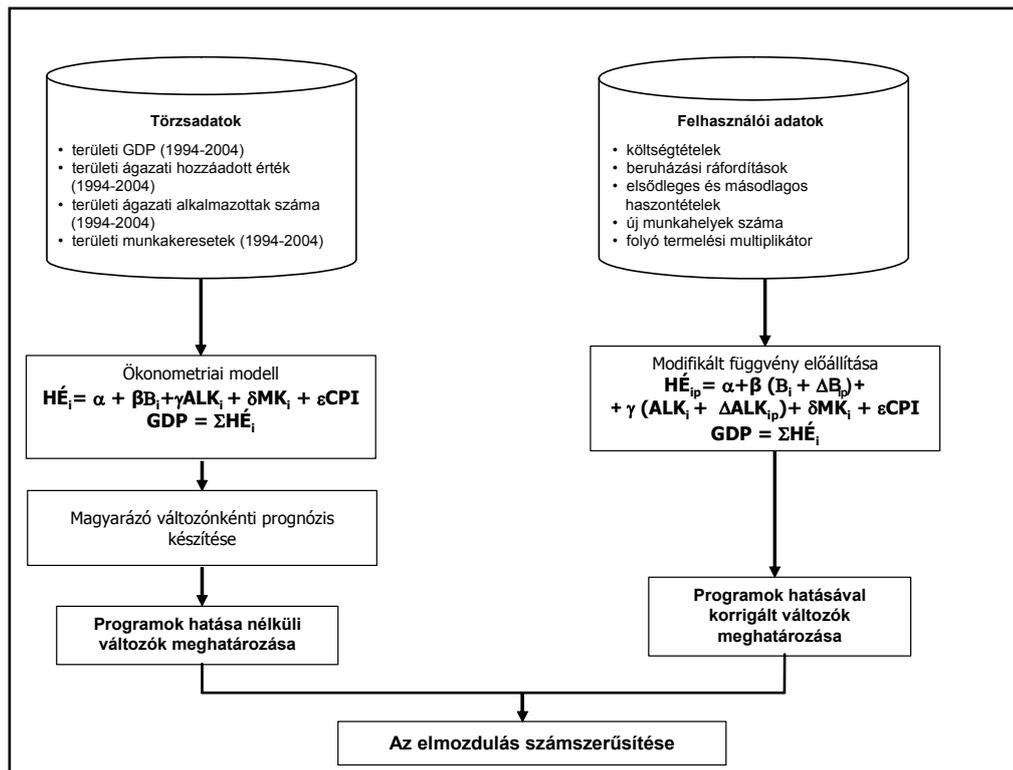 Törzsadatok
• területi GDP (1994-2004)
• területi ágazati hozzáadott érték
(1994-2004)
• területi ágazati alkalmazottak száma
(1994-2004)
• területi munkakeresetek (1994-2004)
Ökonometriai modell
HÉi= α + βBi+γALKi + δMKi + εCPI
GDP = ΣHÉi
Magyarázó változónkénti prognózis
készítése
Programok hatása nélküli
változók meghatározása
Felhasználói adatok
• költségtételek
• beruházási ráfordítások
• elsődleges és másodlagos
haszontételek
• új munkahelyek száma
• folyó termelési multiplikátor
Modifikált függvény előállítása
HÉip= α+β (Bi + ΔBip)+
+ γ (ALKi + ΔALKip)+ δMKi + εCPI
GDP = ΣHÉi
Programok hatásával
korrigált változók
meghatározása
Az elmozdulás számszerűsítése